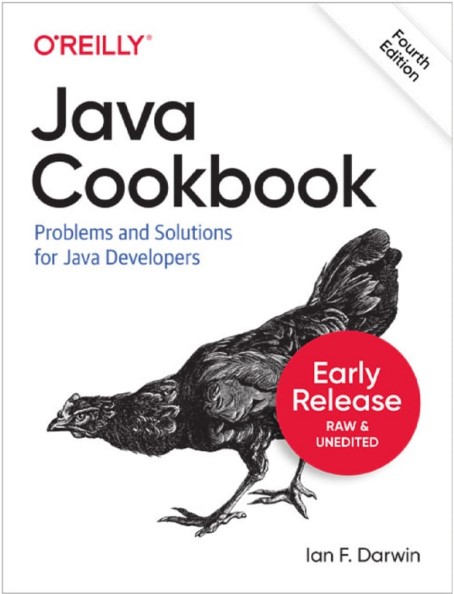 O'REILLY®
Fourth
Edition
Java
Cookbook
Problems and Solutions
for Java Developers
Early
Release
RAW &
UNEDITED
Ian F. Darwin